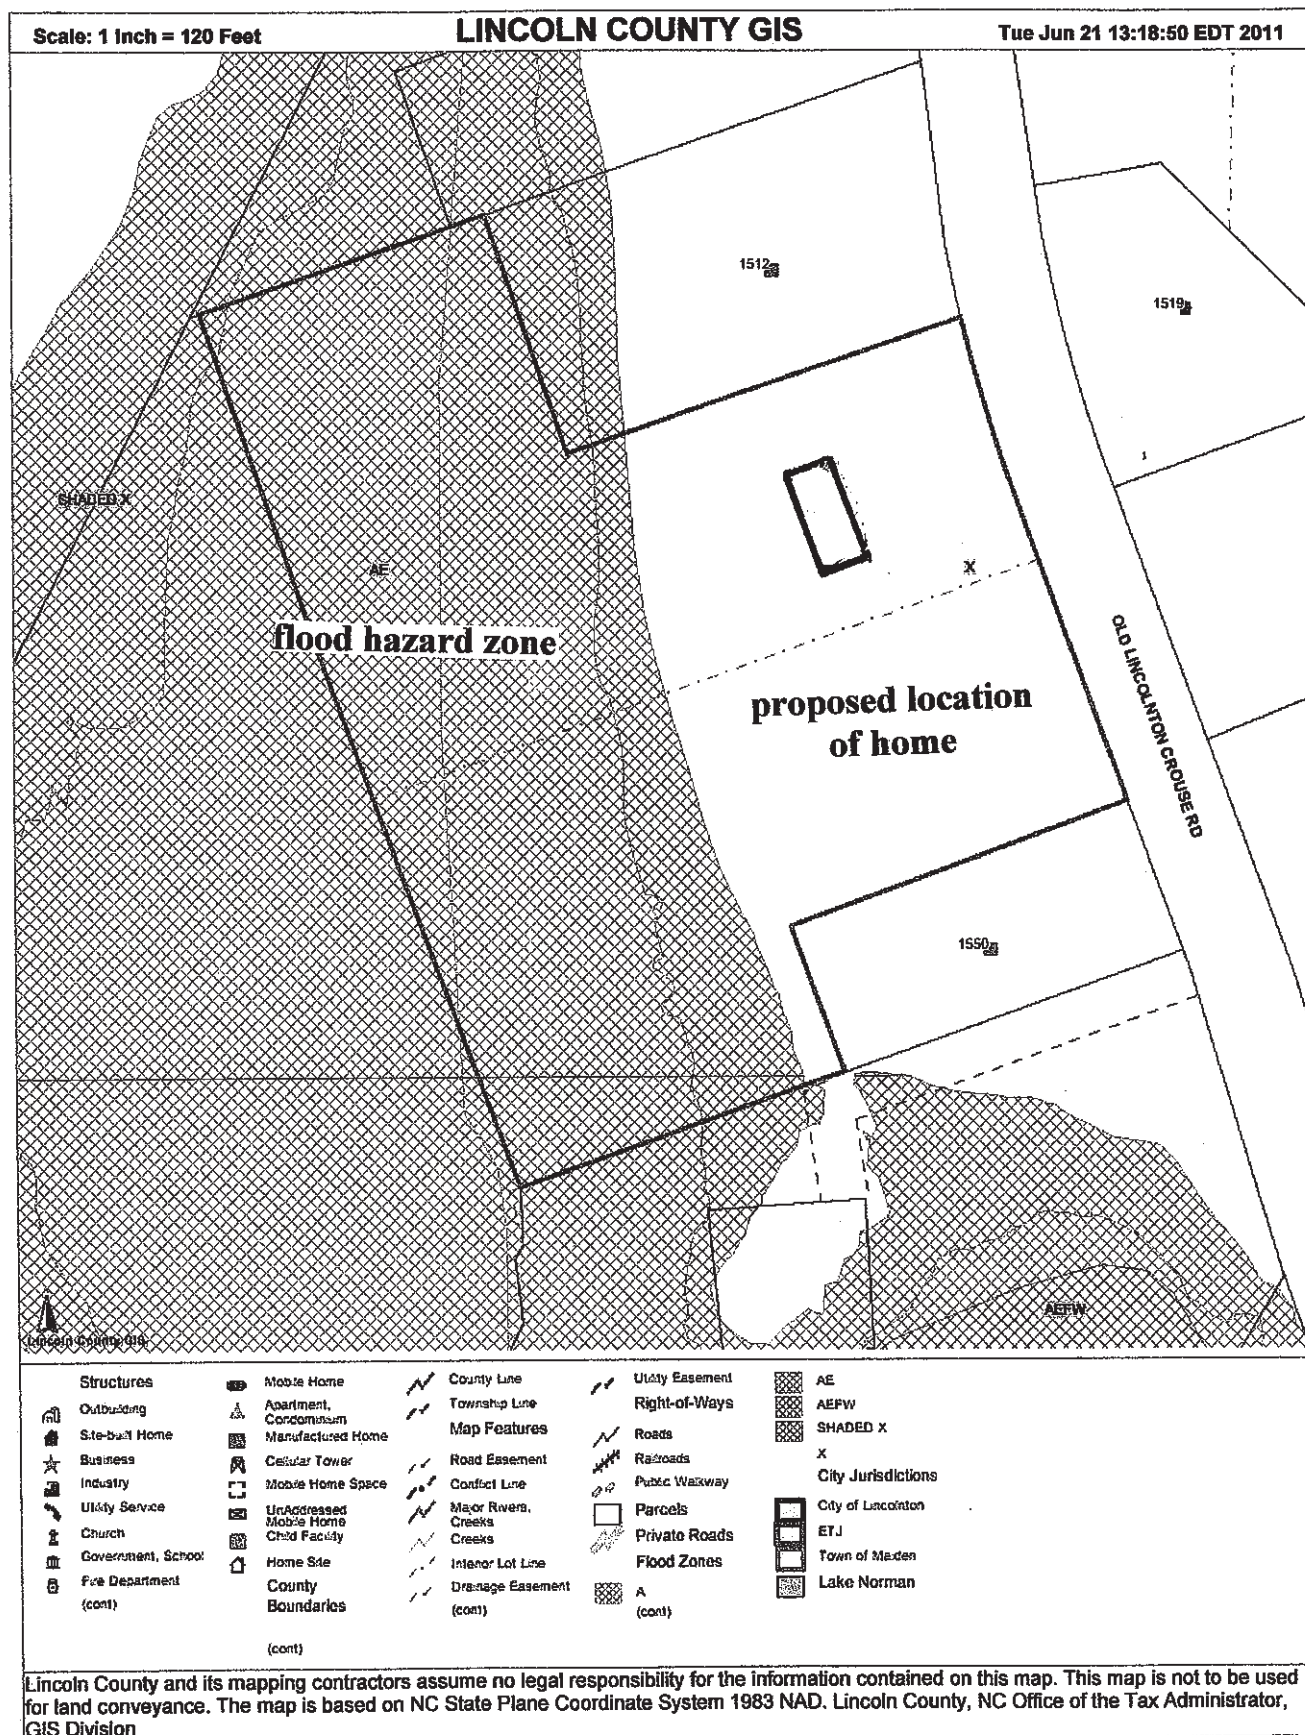 Scale: 1 Inch = 120 Feet
LINCOLN COUNTY GIS
Tue Jun 21 13:18:50 EDT 2011
1512
1519
SHADED X
AE
X
flood hazard zone
proposed location
of home
OLD LINCOLNTON CROUSE RD
1550
AEFW
Lincoln County GIS
Structures
Outbuilding
Site-built Home
Business
Industry
Utility Service
Church
Government, School
Fire Department
(cont)
Mobile Home
Apartment,
Condominium
Manufactured Home
Cellular Tower
Mobile Home Space
UnAddressed
Mobile Home
Child Facility
Home Site
County
Boundaries
(cont)
County Line
Township Line
Map Features
Road Easement
Conflict Line
Major Rivers,
Creeks
Creeks
Interior Lot Line
Drainage Easement
(cont)
Utility Easement
Right-of-Ways
Roads
Railroads
Public Walkway
Parcels
Private Roads
Flood Zones
A
(cont)
AE
AEFW
SHADED X
X
City Jurisdictions
City of Lincolnton
ETJ
Town of Maiden
Lake Norman
Lincoln County and its mapping contractors assume no legal responsibility for the information contained on this map. This map is not to be used
for land conveyance. The map is based on NC State Plane Coordinate System 1983 NAD. Lincoln County, NC Office of the Tax Administrator,
GIS Division